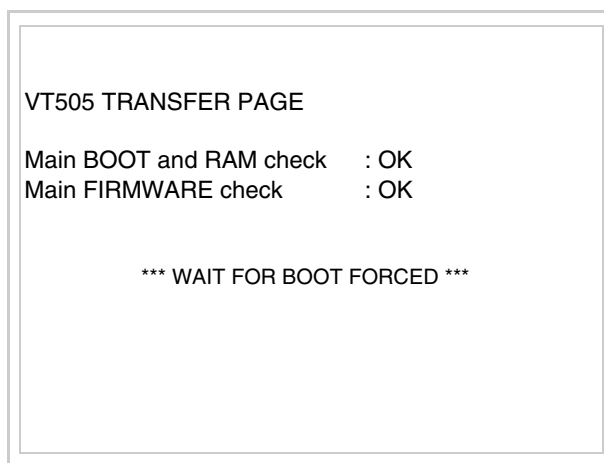 VT505 TRANSFER PAGE
Main BOOT and RAM check : OK
Main FIRMWARE check : OK
*** WAIT FOR BOOT FORCED ***